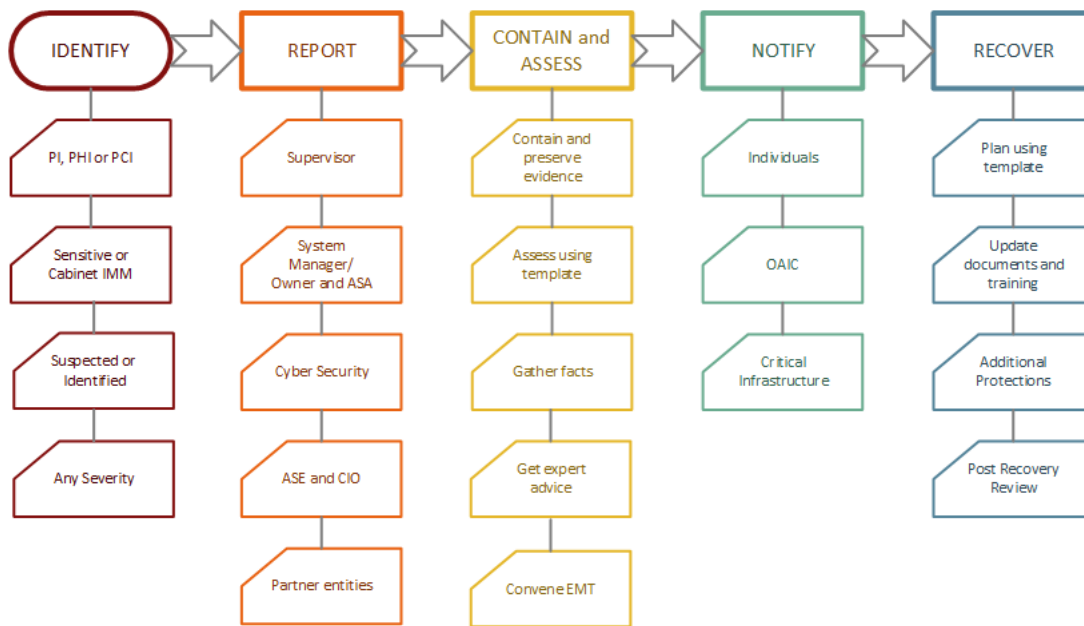 IDENTIFY
REPORT
CONTAIN and
ASSESS
NOTIFY
RECOVER
PI, PHI or PCI
Sensitive or
Cabinet IMM
Suspected or
Identified
Any Severity
Supervisor
System
Manager/
Owner and ASA
Cyber Security
ASE and CIO
Partner entities
Contain and
preserve
evidence
Assess using
template
Gather facts
Get expert
advice
Convene EMT
Individuals
OAIC
Critical
Infrastructure
Plan using
template
Update
documents and
training
Additional
Protections
Post Recovery
Review